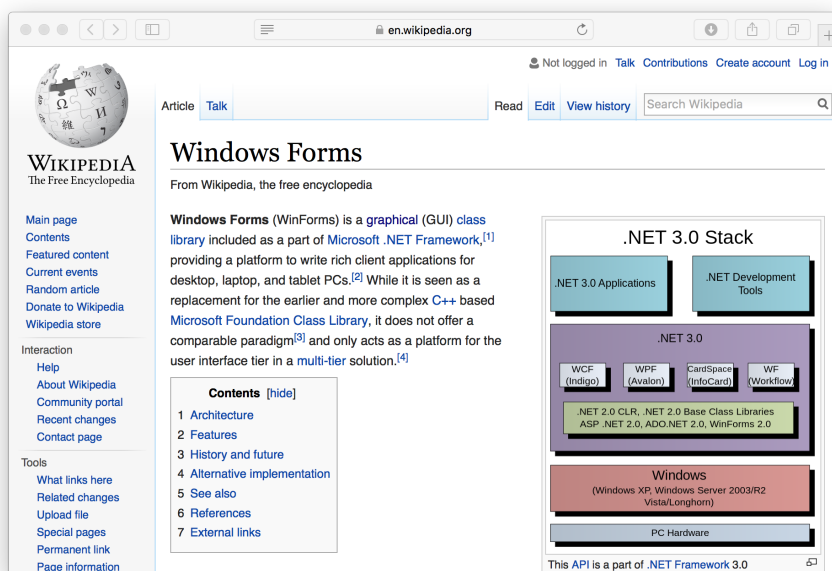 en.wikipedia.org
Not logged in Talk Contributions Create account Log in
Article Talk
Read Edit View history
Search Wikipedia
WIKIPEDIA
The Free Encyclopedia
Main page
Contents
Featured content
Current events
Random article
Donate to Wikipedia
Wikipedia store
Interaction
Help
About Wikipedia
Community portal
Recent changes
Contact page
Tools
What links here
Related changes
Upload file
Special pages
Permanent link
Page information
Windows Forms
From Wikipedia, the free encyclopedia
Windows Forms (WinForms) is a graphical (GUI) class
library included as a part of Microsoft .NET Framework,[1]
providing a platform to write rich client applications for
desktop, laptop, and tablet PCs.[2] While it is seen as a
replacement for the earlier and more complex C++ based
Microsoft Foundation Class Library, it does not offer a
comparable paradigm[3] and only acts as a platform for the
user interface tier in a multi-tier solution.[4]
Contents [hide]
1 Architecture
2 Features
3 History and future
4 Alternative implementation
5 See also
6 References
7 External links
.NET 3.0 Stack
.NET 3.0 Applications
.NET Development
Tools
.NET 3.0
WCF
(Indigo)
WPF
(Avalon)
CardSpace
(InfoCard)
WF
(Workflow)
.NET 2.0 CLR, .NET 2.0 Base Class Libraries
ASP .NET 2.0, ADO.NET 2.0, WinForms 2.0
Windows
(Windows XP, Windows Server 2003/R2
Vista/Longhorn)
PC Hardware
This API is a part of .NET Framework 3.0